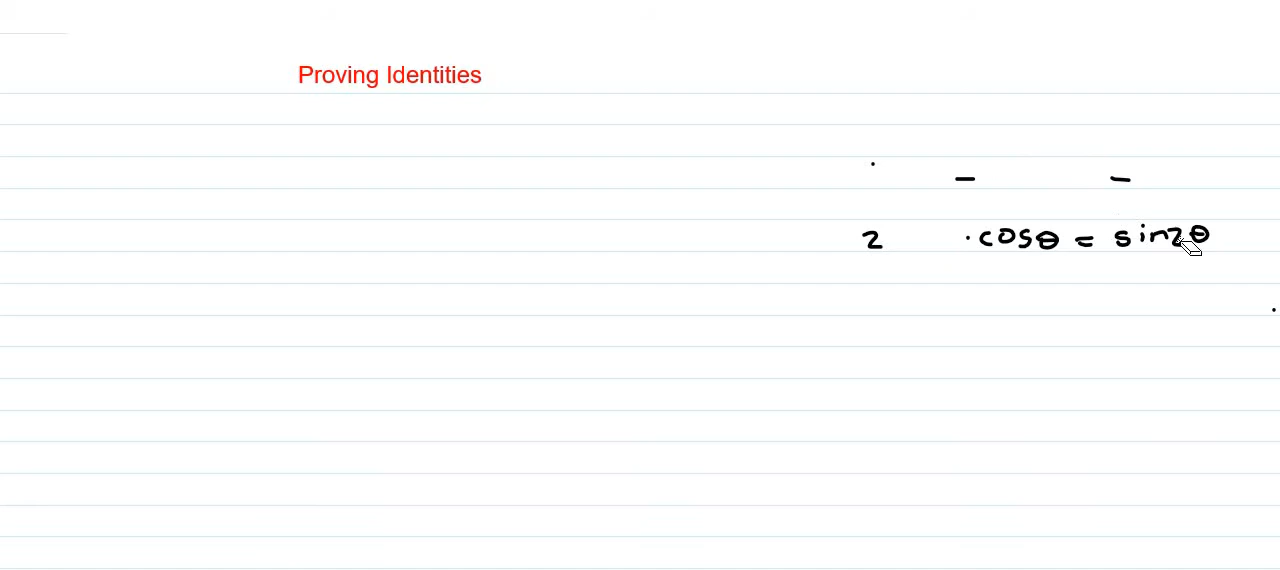 Proving Identities
- -
2 · cosθ = sin2θ